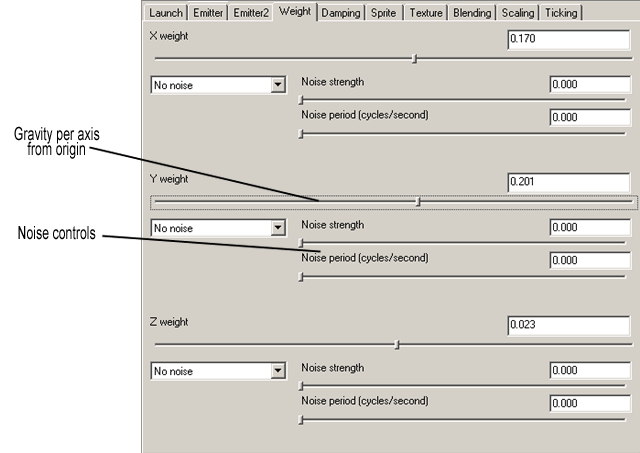 Launch Emitter Emitter2 Weight Damping Sprite Texture Blending Scaling Ticking
X weight 0.170
No noise Noise strength 0.000
Noise period (cycles/second) 0.000
Gravity per axis
from origin
Y weight 0.201
No noise Noise strength 0.000
Noise controls
Noise period (cycles/second) 0.000
Z weight 0.023
No noise Noise strength 0.000
Noise period (cycles/second) 0.000